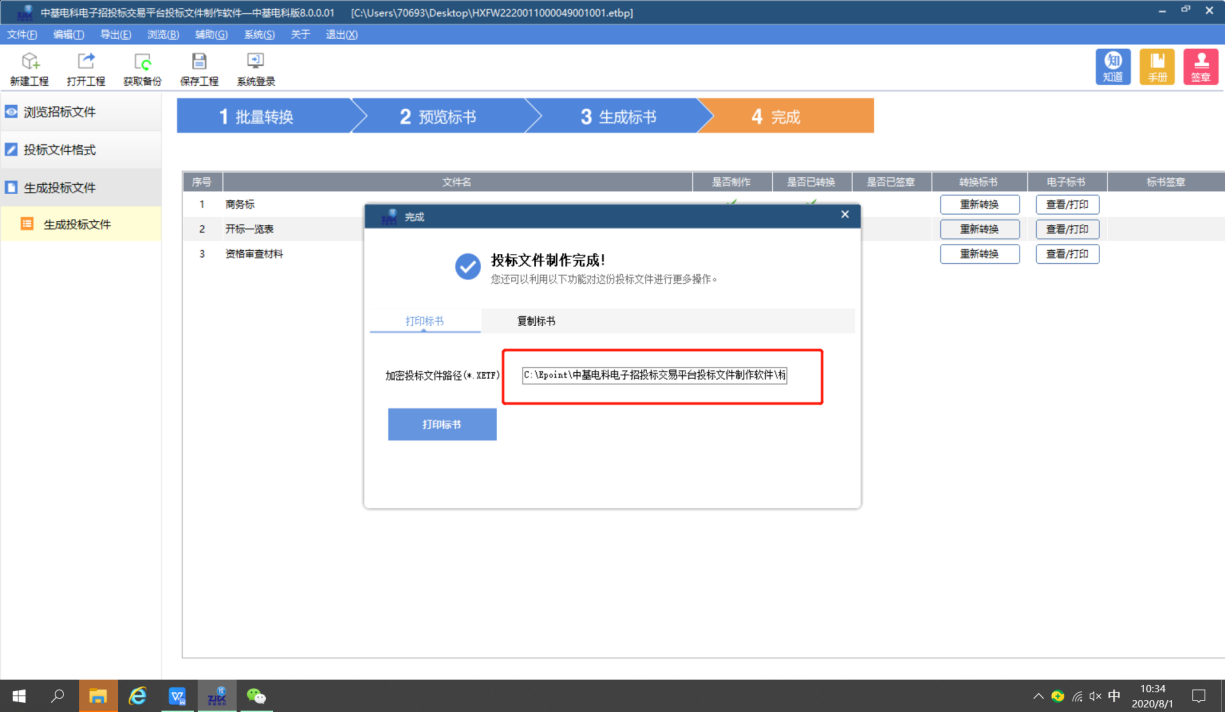 中基电科电子招投标交易平台投标文件制作软件—中基电科版8.0.0.01 [C:\Users\70693\Desktop\HXFW2220011000049001001.etbp]
文件(F) 编辑(T) 导出(E) 浏览(B) 辅助(G) 系统(S) 关于 退出(X)
新建工程 打开工程 获取备份 保存工程 系统登录
知 知道 手册 签章
浏览招标文件
投标文件格式
生成投标文件
生成投标文件
1 批量转换 2 预览标书 3 生成标书 4 完成
序号 文件名 是否制作 是否已转换 是否已签章 转换标书 电子标书 标书签章
1 商务标 重新转换 查看/打印
2 开标一览表 重新转换 查看/打印
3 资格审查材料 重新转换 查看/打印
完成
投标文件制作完成!
您还可以利用以下功能对这份投标文件进行更多操作。
打印标书 复制标书
加密投标文件路径(*.XETF) C:\Epoint\中基电科电子招投标交易平台投标文件制作软件\标
打印标书
中 10:34
2020/8/1